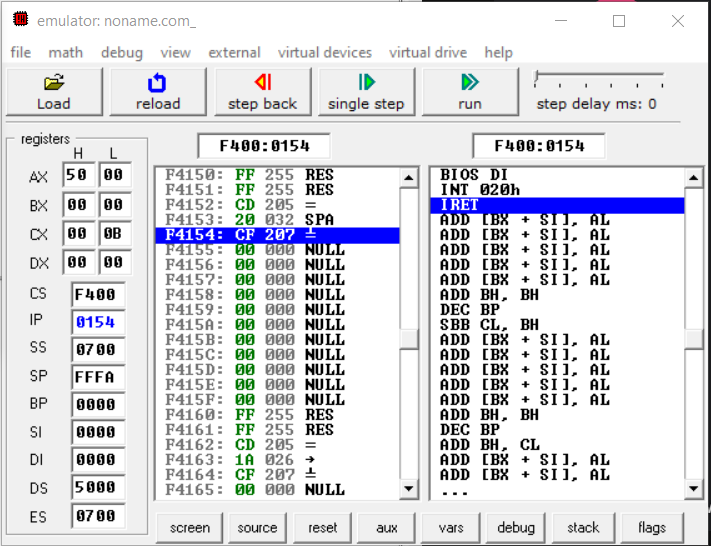 emulator: noname.com_
file math debug view external virtual devices virtual drive help
Load reload step back single step run step delay ms: 0
registers F400:0154 F400:0154
H L
AX 50 00
BX 00 00
CX 00 0B
DX 00 00
CS F400
IP 0154
SS 0700
SP FFFA
BP 0000
SI 0000
DI 0000
DS 5000
ES 0700
F4150: FF 255 RES
F4151: FF 255 RES
F4152: CD 205 =
F4153: 20 032 SPA
F4154: CF 207 ╧
F4155: 00 000 NULL
F4156: 00 000 NULL
F4157: 00 000 NULL
F4158: 00 000 NULL
F4159: 00 000 NULL
F415A: 00 000 NULL
F415B: 00 000 NULL
F415C: 00 000 NULL
F415D: 00 000 NULL
F415E: 00 000 NULL
F415F: 00 000 NULL
F4160: FF 255 RES
F4161: FF 255 RES
F4162: CD 205 =
F4163: 1A 026 →
F4164: CF 207 ╧
F4165: 00 000 NULL
BIOS DI
INT 020h
IRET
ADD [BX + SI], AL
ADD [BX + SI], AL
ADD [BX + SI], AL
ADD [BX + SI], AL
ADD [BX + SI], AL
ADD BH, BH
DEC BP
SBB CL, BH
ADD [BX + SI], AL
ADD [BX + SI], AL
ADD [BX + SI], AL
ADD [BX + SI], AL
ADD [BX + SI], AL
ADD BH, BH
DEC BP
ADD BH, CL
ADD [BX + SI], AL
ADD [BX + SI], AL
...
screen source reset aux vars debug stack flags